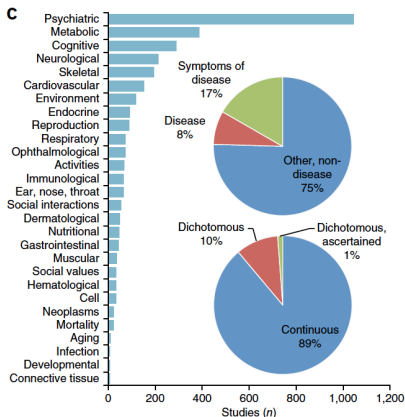 C
Psychiatric
Metabolic
Cognitive
Neurological
Skeletal
Cardiovascular
Environment
Endocrine
Reproduction
Respiratory
Ophthalmological
Activities
Immunological
Ear, nose, throat
Social interactions
Dermatological
Nutritional
Gastrointestinal
Muscular
Social values
Hematological
Cell
Neoplasms
Mortality
Aging
Infection
Developmental
Connective tissue
0
200
400
600
800
1,000
1,200
Studies (n)
Symptoms of
disease
17%
Disease
8%
Other, non-
disease
75%
Dichotomous
10%
Dichotomous,
ascertained
1%
Continuous
89%